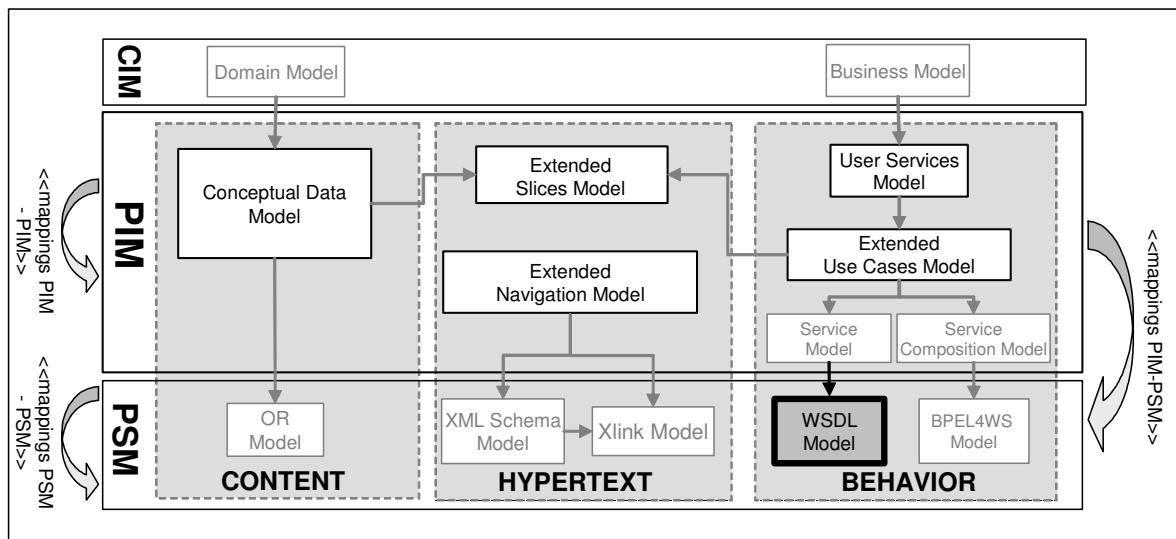 CIM
Domain Model
Business Model
PIM
Conceptual Data
Model
Extended
Slices Model
User Services
Model
Extended
Use Cases Model
Extended
Navigation Model
Service
Model
Service
Composition Model
<<mappings PIM
- PIM>>
<<mappings PIM-PSM>>
<<mappings PSM
- PSM>>
PSM
OR
Model
XML Schema
Model
Xlink Model
WSDL
Model
BPEL4WS
Model
CONTENT
HYPERTEXT
BEHAVIOR